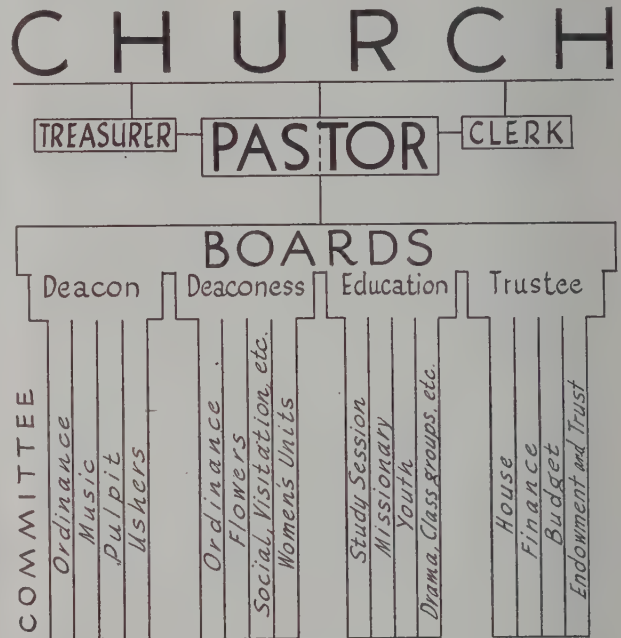 CHURCH
TREASURER
PASTOR
CLERK
BOARDS
Deacon
Deaconess
Education
Trustee
COMMITTEE
Ordinance
Music
Pulpit
Ushers
Ordinance
Flowers
Social, Visitation, etc.
Women's Units
Study Session
Missionary
Youth
Drama, Class groups, etc.
House
Finance
Budget
Endowment and Trust